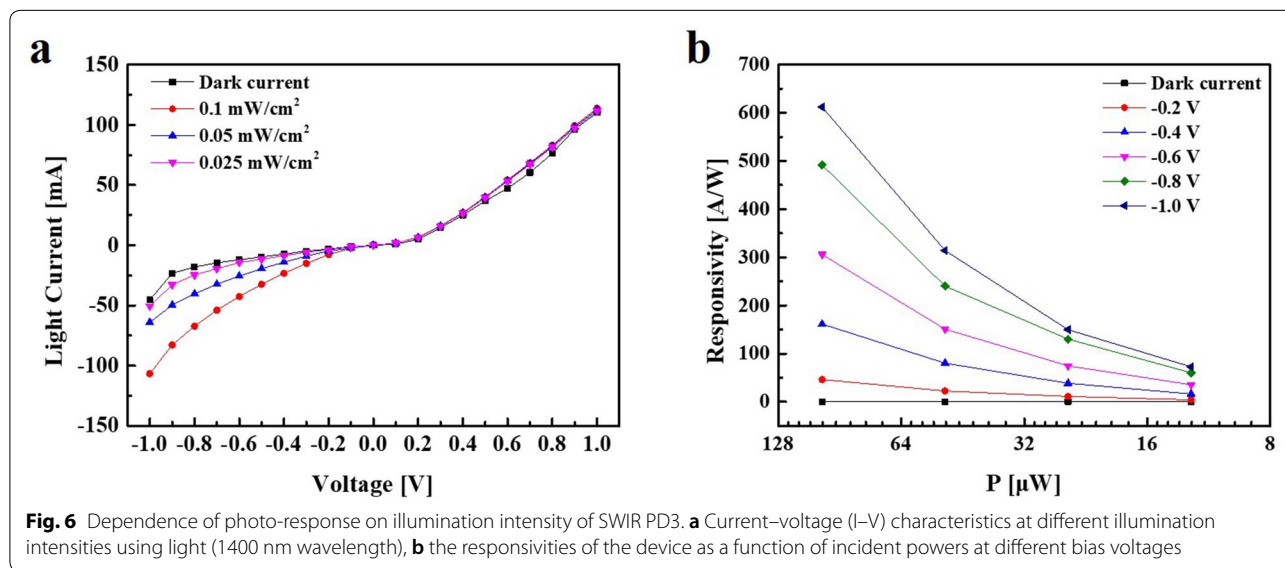 a
150
100
50
0
-50
-100
-150
Light Current [mA]
Dark current
0.1 mW/cm²
0.05 mW/cm²
0.025 mW/cm²
-1.0 -0.8 -0.6 -0.4 -0.2 0.0 0.2 0.4 0.6 0.8 1.0
Voltage [V]
b
700
600
500
400
300
200
100
0
Responsivity [A/W]
Dark current
-0.2 V
-0.4 V
-0.6 V
-0.8 V
-1.0 V
128 64 32 16 8
P [µW]
Fig. 6 Dependence of photo-response on illumination intensity of SWIR PD3. a Current–voltage (I–V) characteristics at different illumination
intensities using light (1400 nm wavelength), b the responsivities of the device as a function of incident powers at different bias voltages